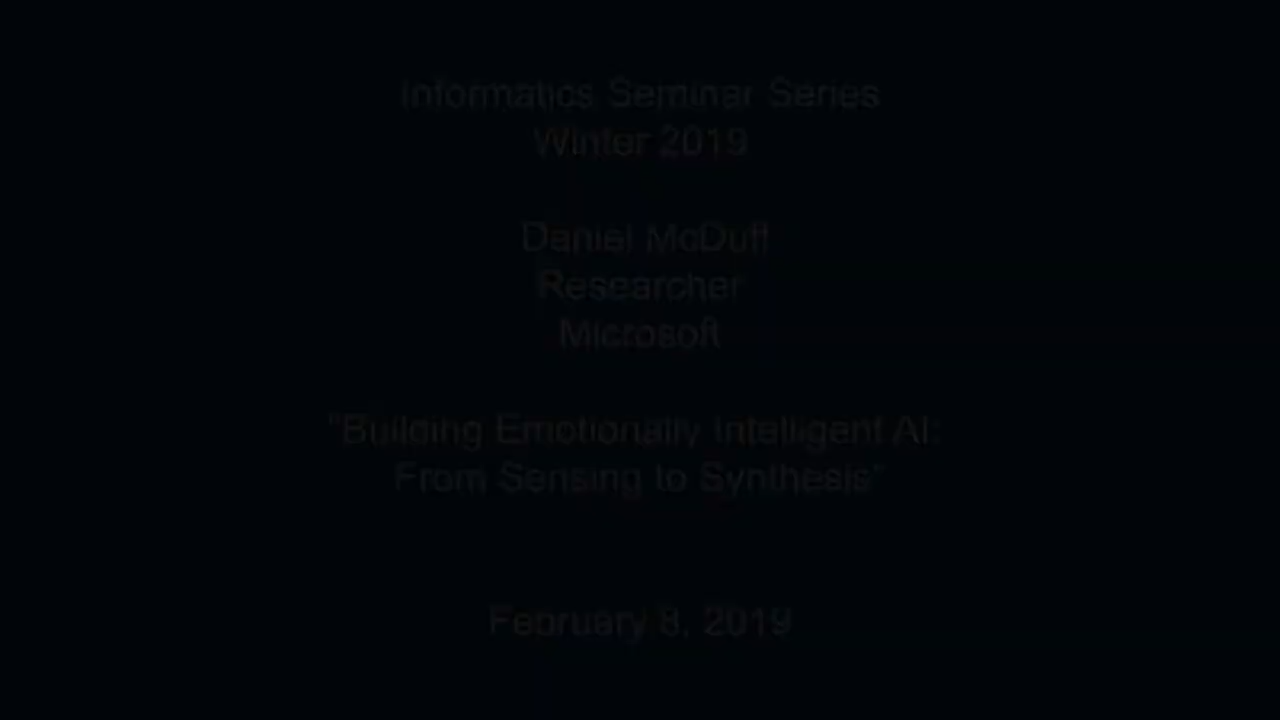 Informatics Seminar Series
Winter 2019
Daniel McDuff
Researcher
Microsoft
"Building Emotionally Intelligent AI:
From Sensing to Synthesis"
February 8, 2019